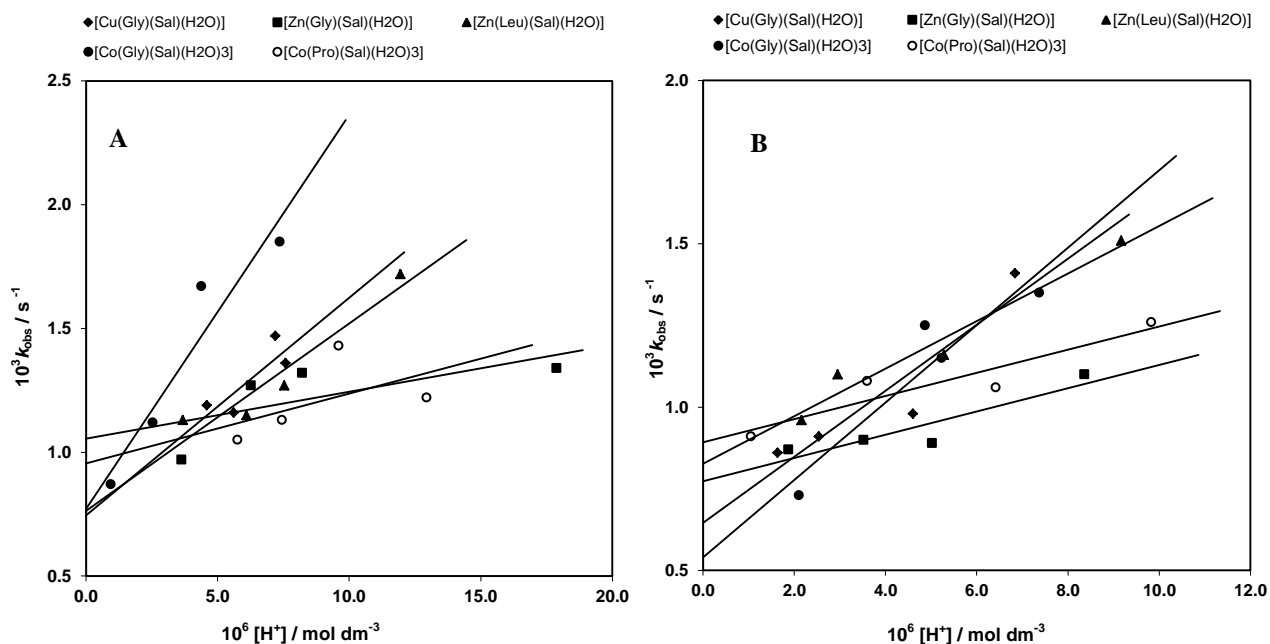 ◆[Cu(Gly)(Sal)(H2O)] ■[Zn(Gly)(Sal)(H2O)] ▲[Zn(Leu)(Sal)(H2O)]
●[Co(Gly)(Sal)(H2O)3] ○[Co(Pro)(Sal)(H2O)3]
2.5
A
2.0
1.5
1.0
0.5
10³k_obs / s⁻¹
0.0 5.0 10.0 15.0 20.0
10⁶ [H⁺] / mol dm⁻³
◆[Cu(Gly)(Sal)(H2O)] ■[Zn(Gly)(Sal)(H2O)] ▲[Zn(Leu)(Sal)(H2O)]
●[Co(Gly)(Sal)(H2O)3] ○[Co(Pro)(Sal)(H2O)3]
2.0
B
1.5
1.0
0.5
10³k_obs / s⁻¹
0.0 2.0 4.0 6.0 8.0 10.0 12.0
10⁶ [H⁺] / mol dm⁻³